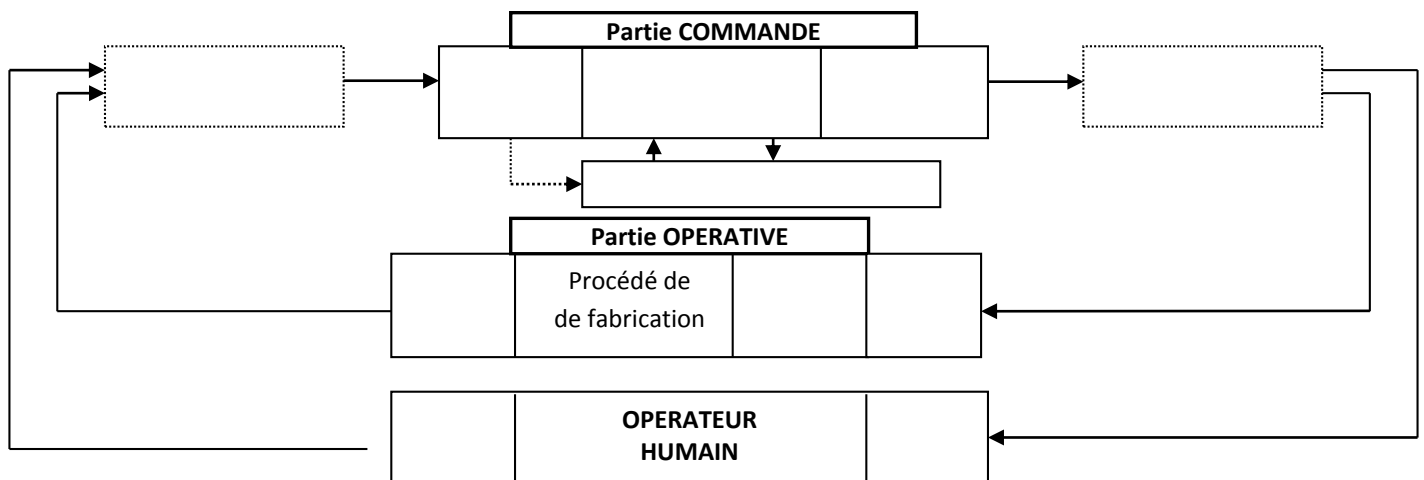 Partie COMMANDE
Partie OPERATIVE
Procédé de
de fabrication
OPERATEUR
HUMAIN